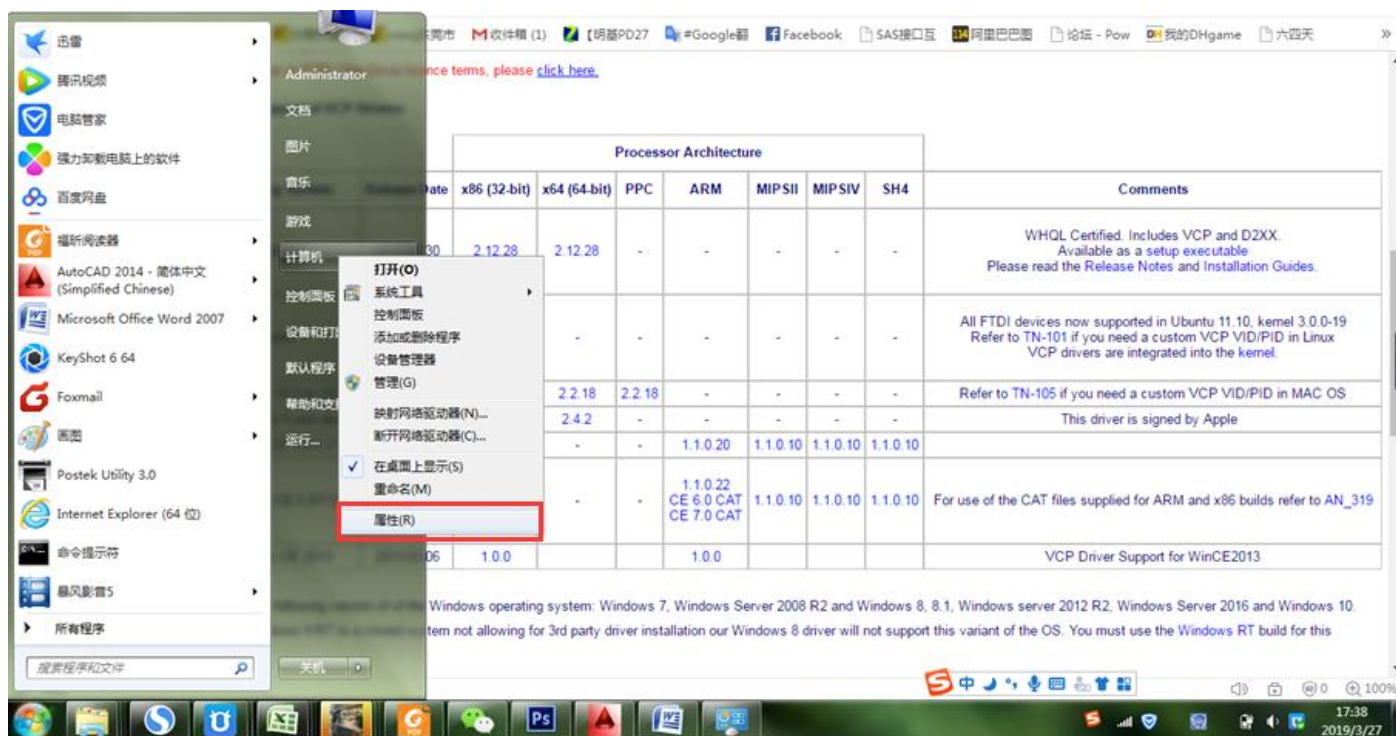 迅雷
腾讯视频
电脑管家
强力卸载电脑上的软件
百度网盘
福昕阅读器
AutoCAD 2014 - 简体中文
(Simplified Chinese)
Microsoft Office Word 2007
KeyShot 6 64
Foxmail
画图
Postek Utility 3.0
Internet Explorer (64 位)
命令提示符
暴风影音5
所有程序
搜索程序和文件
Administrator
文档
图片
音乐
游戏
计算机
控制面板
设备和打
默认程序
帮助和支
运行...
关机
打开(O)
系统工具
控制面板
添加或删除程序
设备管理器
管理(G)
映射网络驱动器(N)...
断开网络驱动器(C)...
在桌面上显示(S)
重命名(M)
属性(R)
东莞市 收件箱 (1) 【明基PD27 #Google翻 Facebook SAS接口互 阿里巴巴国 论坛 - Pow 我的DHgame 六四天 »
nce terms, please click here.
Processor Architecture
ate x86 (32-bit) x64 (64-bit) PPC ARM MIPSII MIPSIV SH4 Comments
30 2.12.28 2.12.28 - - - - -
WHQL Certified. Includes VCP and D2XX.
Available as a setup executable
Please read the Release Notes and Installation Guides.
- - - - - -
All FTDI devices now supported in Ubuntu 11.10, kernel 3.0.0-19
Refer to TN-101 if you need a custom VCP VID/PID in Linux
VCP drivers are integrated into the kernel.
2.2.18 2.2.18 - - - - Refer to TN-105 if you need a custom VCP VID/PID in MAC OS
2.4.2 - - - - - This driver is signed by Apple
- - 1.1.0.20 1.1.0.10 1.1.0.10 1.1.0.10
- - 1.1.0.22
CE 6.0 CAT
CE 7.0 CAT
1.1.0.10 1.1.0.10 1.1.0.10 For use of the CAT files supplied for ARM and x86 builds refer to AN_319
06 1.0.0 1.0.0 VCP Driver Support for WinCE2013
Windows operating system: Windows 7, Windows Server 2008 R2 and Windows 8, 8.1, Windows server 2012 R2, Windows Server 2016 and Windows 10.
tem not allowing for 3rd party driver installation our Windows 8 driver will not support this variant of the OS. You must use the Windows RT build for this
中
0 100%
17:38
2019/3/27